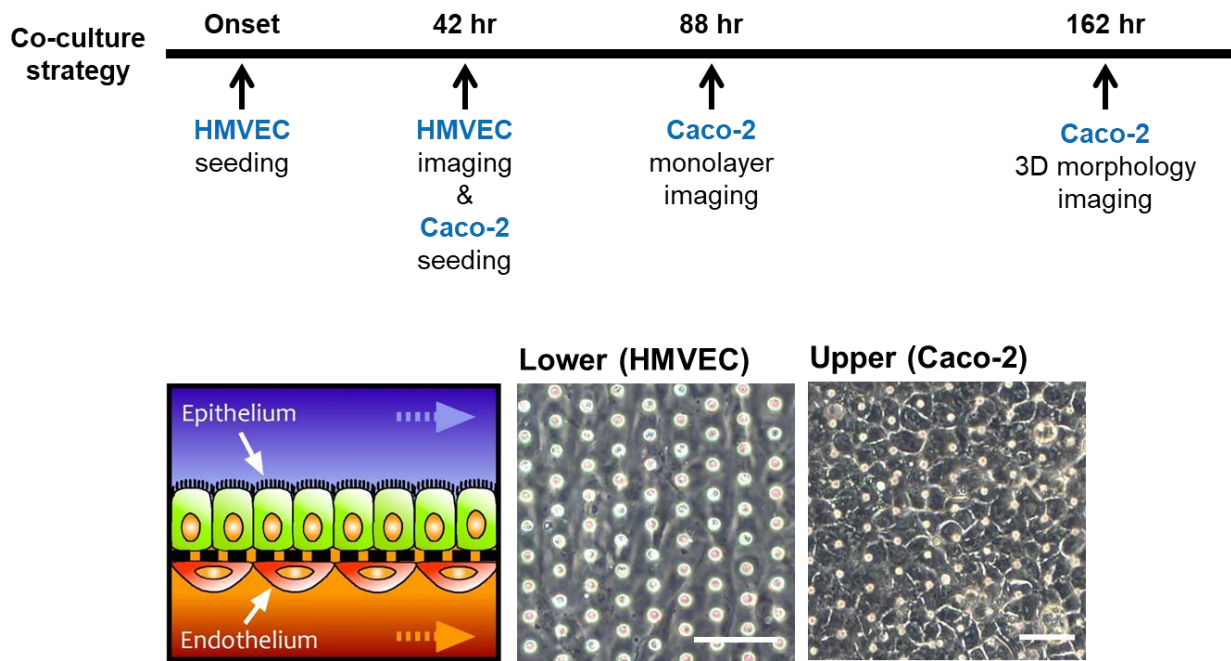 Co-culture
strategy
Onset
42 hr
88 hr
162 hr
HMVEC
seeding
HMVEC
imaging
&
Caco-2
seeding
Caco-2
monolayer
imaging
Caco-2
3D morphology
imaging
Epithelium
Endothelium
Lower (HMVEC)
Upper (Caco-2)